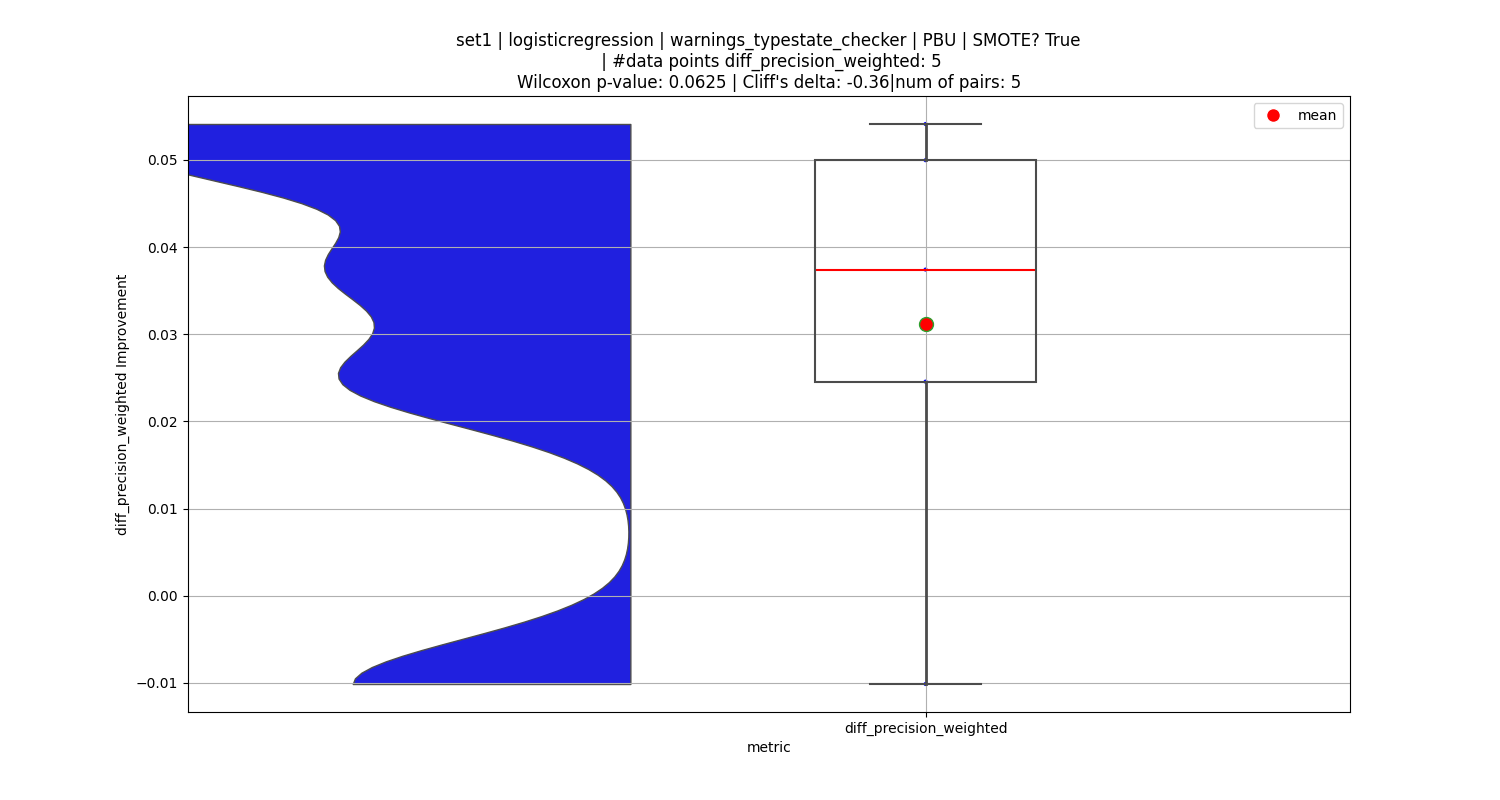 set1 | logisticregression | warnings_typestate_checker | PBU | SMOTE? True
| #data points diff_precision_weighted: 5
Wilcoxon p-value: 0.0625 | Cliff's delta: -0.36|num of pairs: 5
mean
0.05
0.04
0.03
0.02
0.01
0.00
−0.01
diff_precision_weighted Improvement
diff_precision_weighted
metric